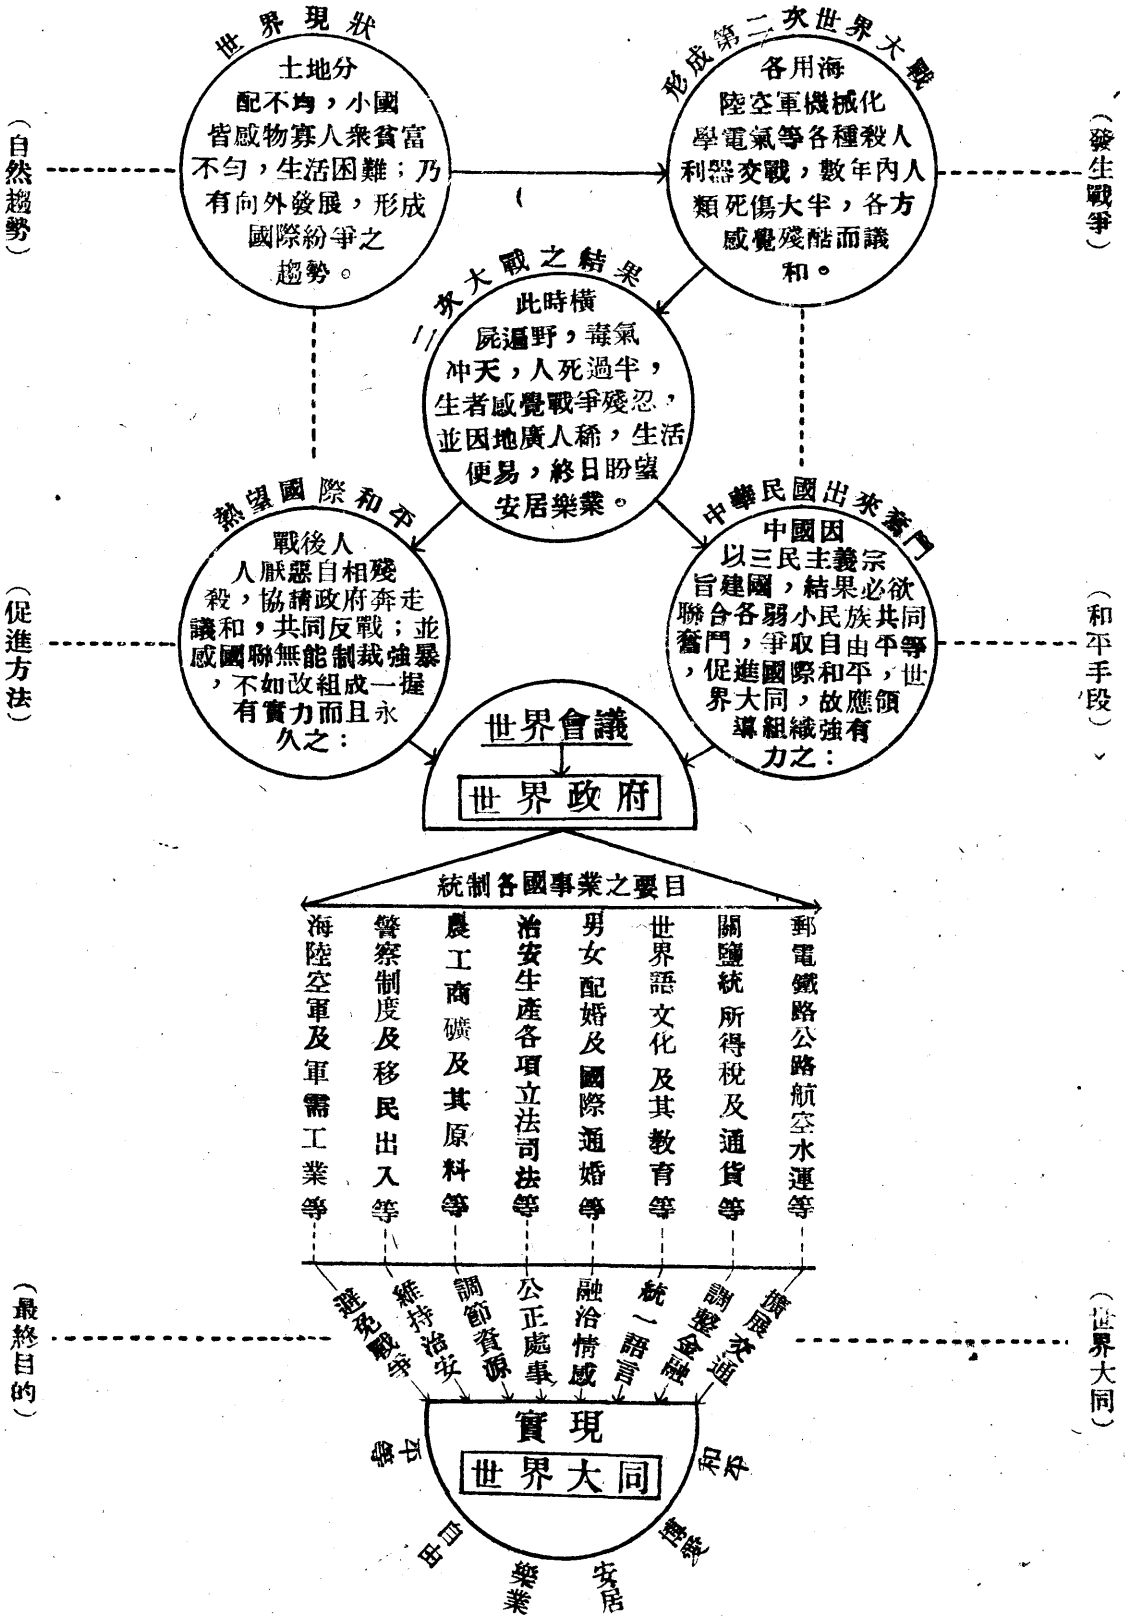 世界現狀
土地分
配不均，小國
皆感物寡人衆貧富
不勻，生活困難；乃
有向外發展，形成
國際紛爭之
趨勢。
（自然趨勢）
形成第二次世界大戰
各用海
陸空軍機械化
學電氣等各種殺人
利器交戰，數年內人
類死傷大半，各方
感覺殘酷而議
和。
（發生戰爭）
二次大戰之結果
此時橫
屍遍野，毒氣
冲天，人死過半，
生者感覺戰爭殘忍，
並因地廣人稀，生活
便易，終日盼望
安居樂業。
熱望國際和平
戰後人
人厭惡自相殘
殺，協請政府奔走
議和，共同反戰；並
感國聯無能制裁強暴
，不如改組成一握
有實力而且永
久之：
（促進方法）
中華民國出來奮鬥
中國因
以三民主義宗
旨建國，結果必欲
聯合各弱小民族共同
奮鬥，爭取自由平等
，促進國際和平，世
界大同，故應領
導組織強有
力之：
（和平手段）
世界會議
世界政府
統制各國事業之要目
郵電鐵路公路航空水運等
關鹽統所得稅及通貨等
世界語文化及其教育等
男女配婚及國際通婚等
治安生產各項立法司法等
農工商礦及其原料等
警察制度及移民出入等
海陸空軍及軍需工業等
擴展交通
調整金融
統一語言
融洽情感
公正處事
調節資源
維持治安
避免戰爭
（最終目的）
（世界大同）
實現
世界大同
和平
博愛
安居
樂業
自由
平等